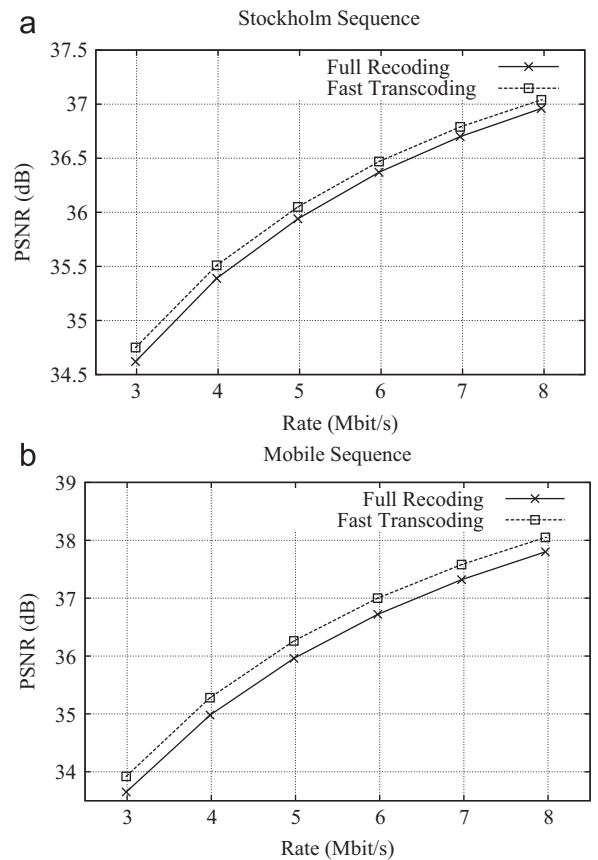 a
Stockholm Sequence
37.5
37
36.5
36
35.5
35
34.5
PSNR (dB)
Full Recoding
Fast Transcoding
3 4 5 6 7 8
Rate (Mbit/s)
b
Mobile Sequence
39
38
37
36
35
34
PSNR (dB)
Full Recoding
Fast Transcoding
3 4 5 6 7 8
Rate (Mbit/s)